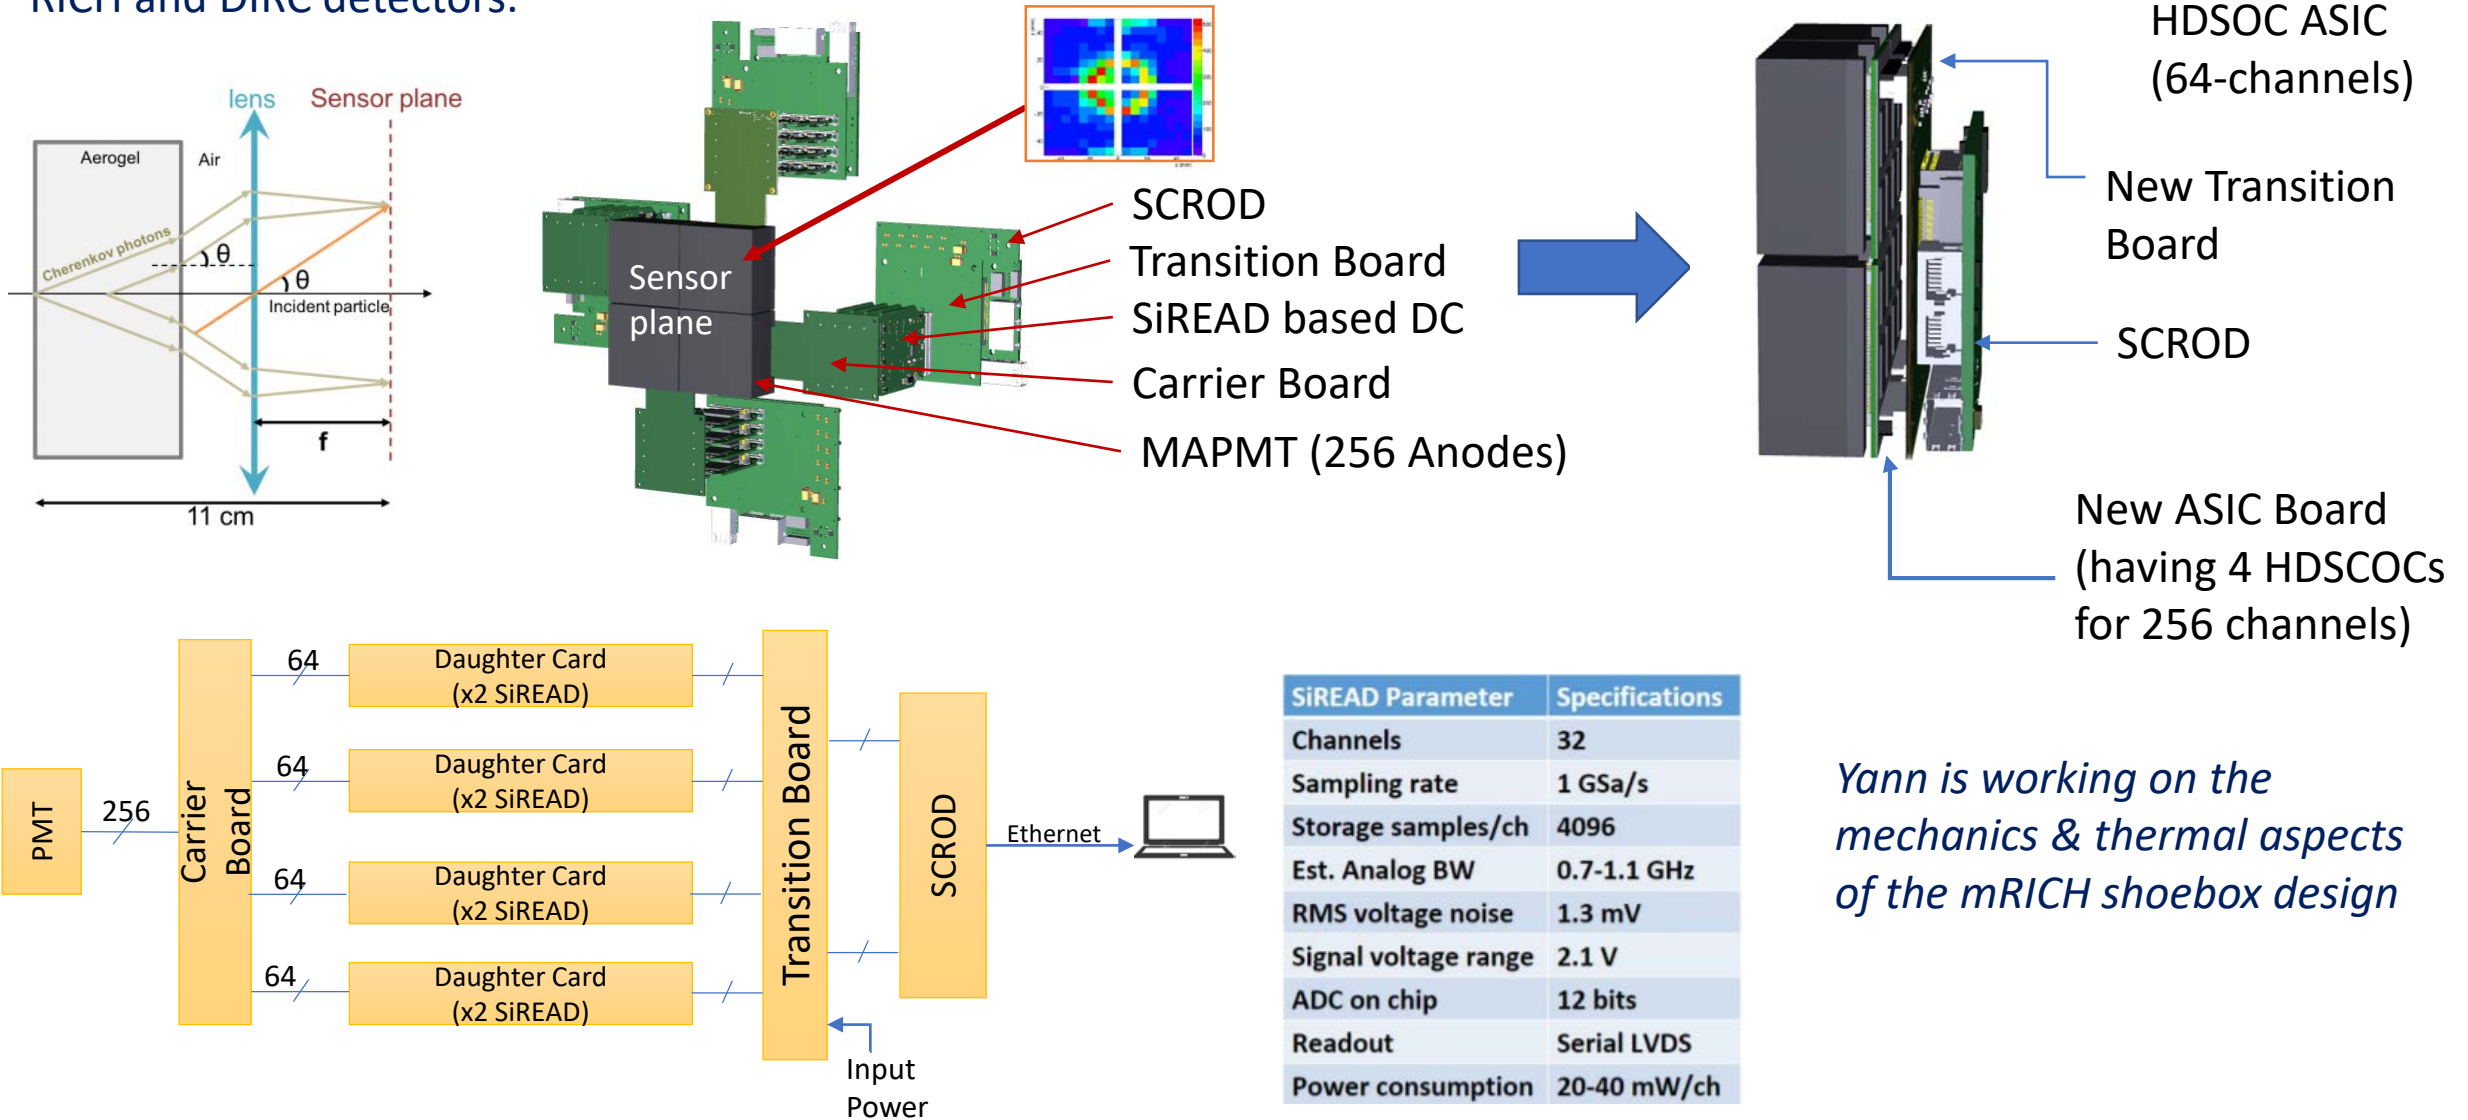 RICH and DIRC detectors.
lens
Sensor plane
Aerogel
Air
Cherenkov photons
θ
θ
Incident particle
f
11 cm
Sensor
plane
SCROD
Transition Board
SiREAD based DC
Carrier Board
MAPMT (256 Anodes)
HDSOC ASIC
(64-channels)
New Transition
Board
SCROD
New ASIC Board
(having 4 HDSCOCs
for 256 channels)
PMT
256
Carrier
Board
64
Daughter Card
(x2 SiREAD)
64
Daughter Card
(x2 SiREAD)
64
Daughter Card
(x2 SiREAD)
64
Daughter Card
(x2 SiREAD)
Transition Board
Input
Power
SCROD
Ethernet
SiREAD Parameter Specifications
Channels 32
Sampling rate 1 GSa/s
Storage samples/ch 4096
Est. Analog BW 0.7-1.1 GHz
RMS voltage noise 1.3 mV
Signal voltage range 2.1 V
ADC on chip 12 bits
Readout Serial LVDS
Power consumption 20-40 mW/ch
Yann is working on the
mechanics & thermal aspects
of the mRICH shoebox design